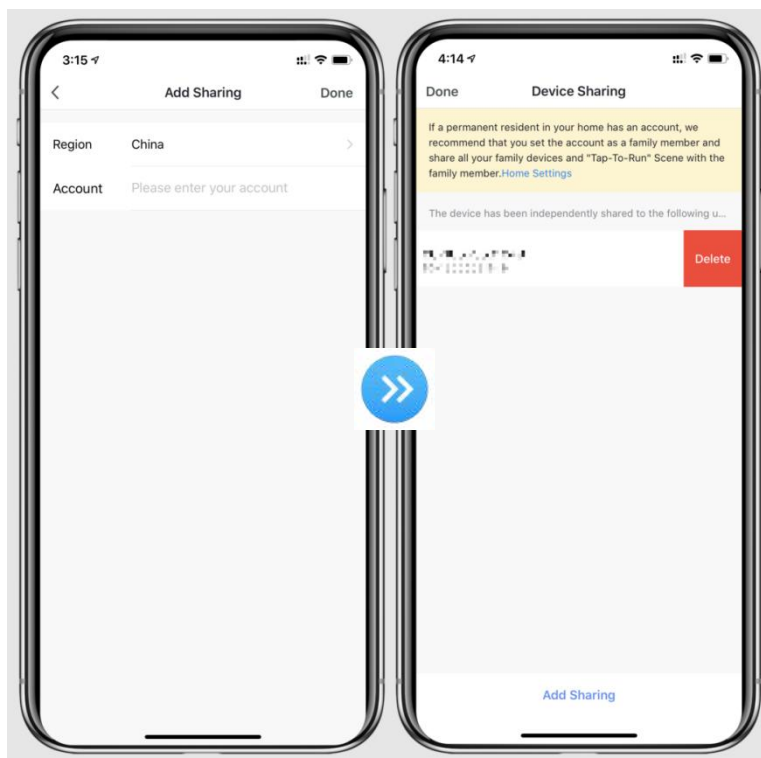 3:15
Add Sharing
Done
Region
China
Account
Please enter your account
4:14
Done
Device Sharing
If a permanent resident in your home has an account, we
recommend that you set the account as a family member and
share all your family devices and "Tap-To-Run" Scene with the
family member.Home Settings
The device has been independently shared to the following u...
Delete
Add Sharing